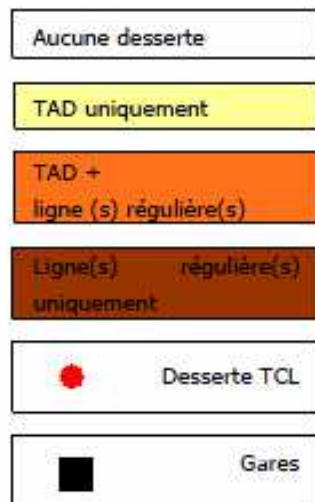 Aucune desserte
TAD uniquement
TAD +
ligne (s) régulière(s)
Ligne(s) régulière(s)
uniquement
Desserte TCL
Gares